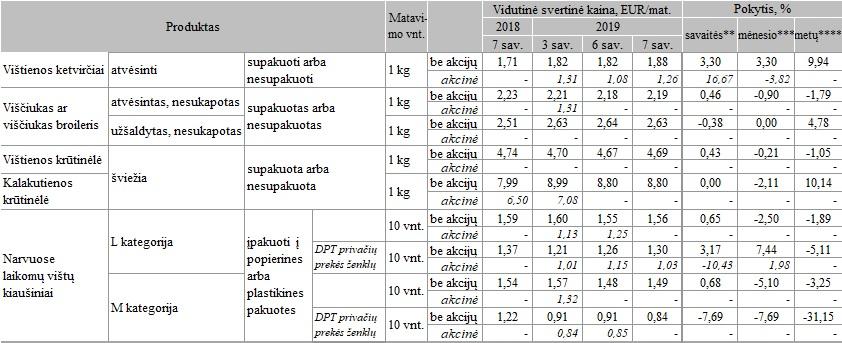 Produktas Matavi-mo vnt. Vidutinė svertinė kaina, EUR/mat. Pokytis, %
2018 2019 savaitės** mėnesio*** metų****
7 sav. 3 sav. 6 sav. 7 sav.
Vištienos ketvirčiai atvėsinti supakuoti arba nesupakuoti 1 kg be akcijų 1,71 1,82 1,82 1,88 3,30 3,30 9,94
akcinė - 1,31 1,08 1,26 16,67 -3,82 -
Viščiukas ar viščiukas broileris atvėsintas, nesukapotas supakuotas arba nesupakuotas 1 kg be akcijų 2,23 2,21 2,18 2,19 0,46 -0,90 -1,79
akcinė - 1,31 - - - - -
užšaldytas, nesukapotas 1 kg be akcijų 2,51 2,63 2,64 2,63 -0,38 0,00 4,78
- - - - - - -
Vištienos krūtinėlė šviežia supakuota arba nesupakuota 1 kg be akcijų 4,74 4,70 4,67 4,69 0,43 -0,21 -1,05
akcinė - - - - - - -
Kalakutienos krūtinėlė 1 kg be akcijų 7,99 8,99 8,80 8,80 0,00 -2,11 10,14
akcinė 6,50 7,08 - - - - -
Narvuose laikomų vištų kiaušiniai L kategorija įpakuoti į popierines arba plastikines pakuotes 10 vnt. be akcijų 1,59 1,60 1,55 1,56 0,65 -2,50 -1,89
akcinė - 1,13 1,25 - - - -
DPT privačių prekės ženklų 10 vnt. be akcijų 1,37 1,21 1,26 1,30 3,17 7,44 -5,11
akcinė - 1,01 1,15 1,03 -10,43 1,98 -
M kategorija 10 vnt. be akcijų 1,54 1,57 1,48 1,49 0,68 -5,10 -3,25
akcinė - 1,32 - - - - -
DPT privačių prekės ženklų 10 vnt. be akcijų 1,22 0,91 0,91 0,84 -7,69 -7,69 -31,15
akcinė - 0,84 0,85 - - - -